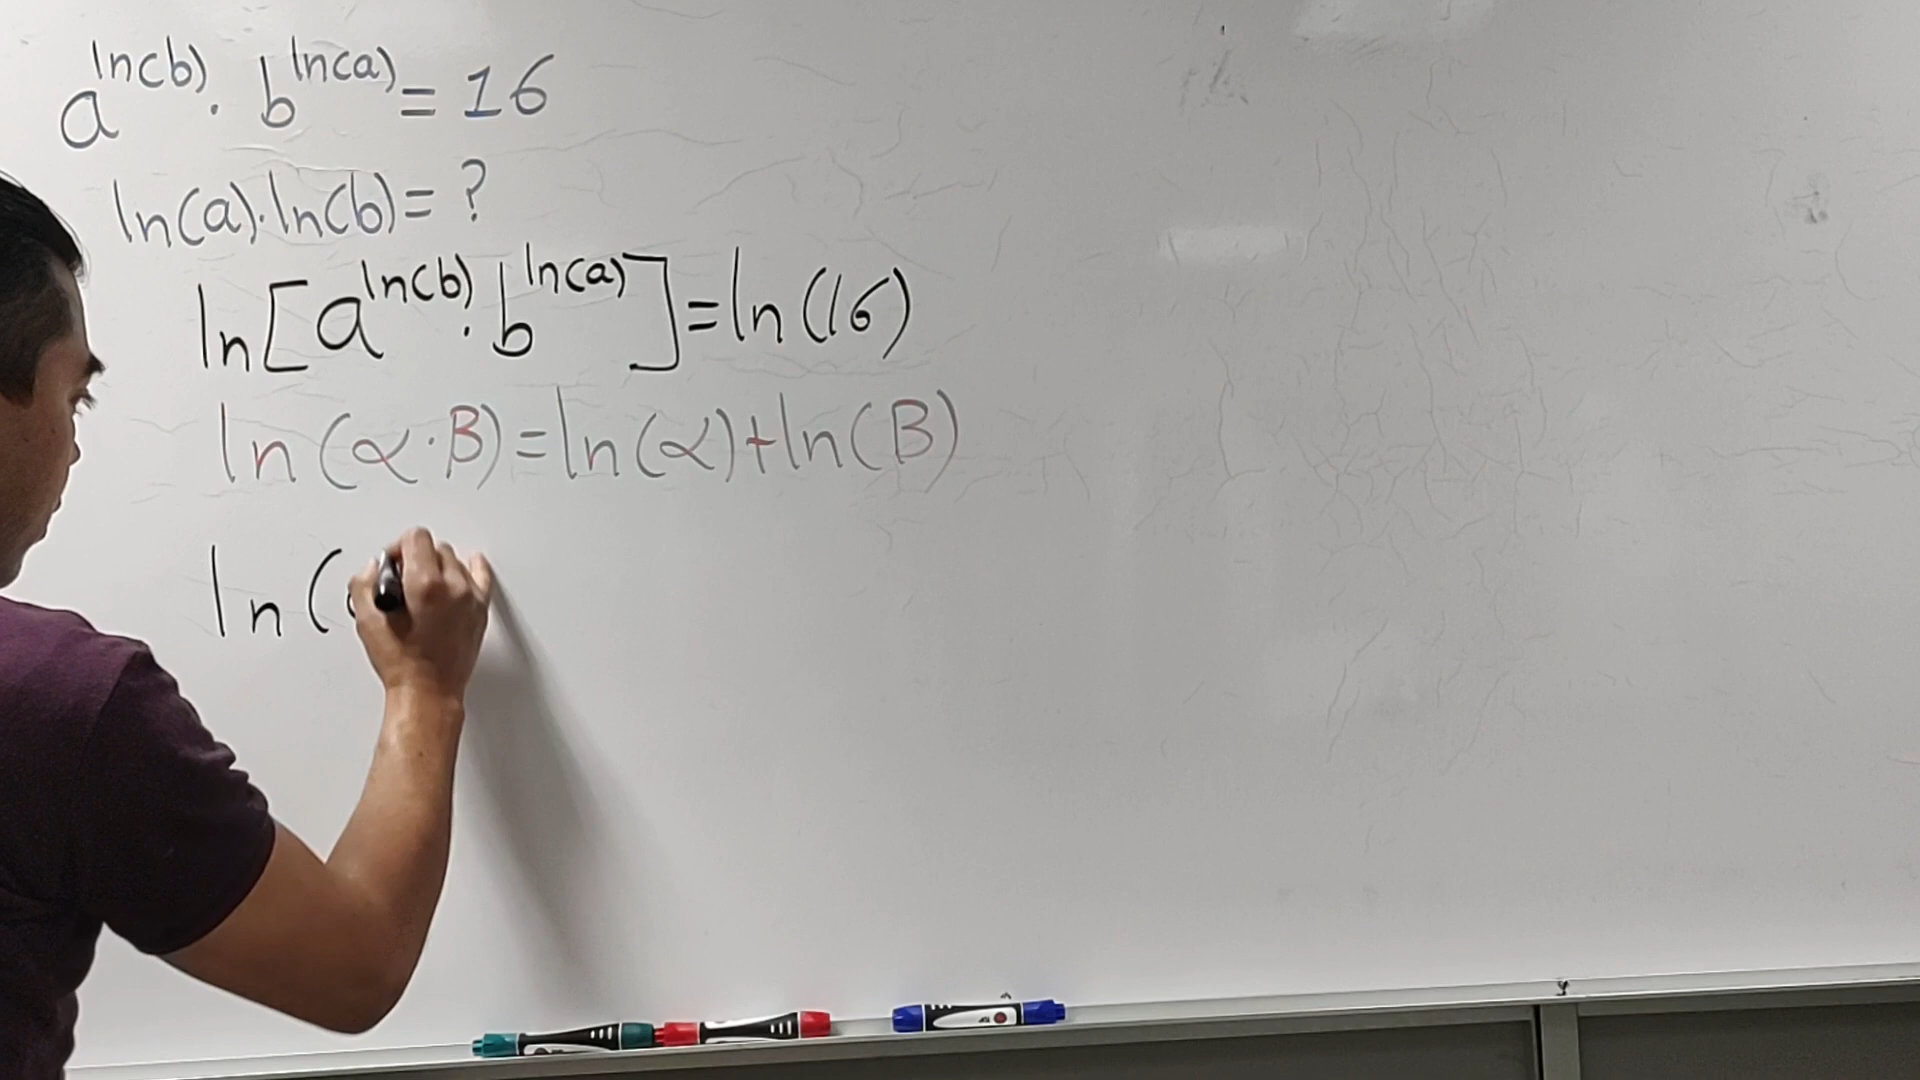 a^ln(b) · b^ln(a) = 16
ln(a)·ln(b) = ?
ln[a^ln(b) · b^ln(a)] = ln(16)
ln(α·B) = ln(α) + ln(B)
ln(